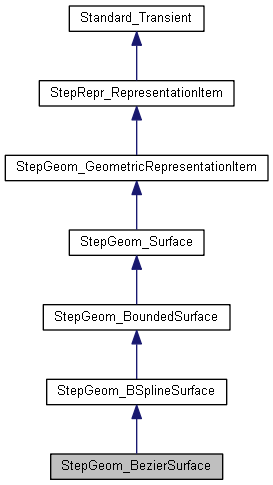 Standard_Transient
StepRepr_RepresentationItem
StepGeom_GeometricRepresentationItem
StepGeom_Surface
StepGeom_BoundedSurface
StepGeom_BSplineSurface
StepGeom_BezierSurface